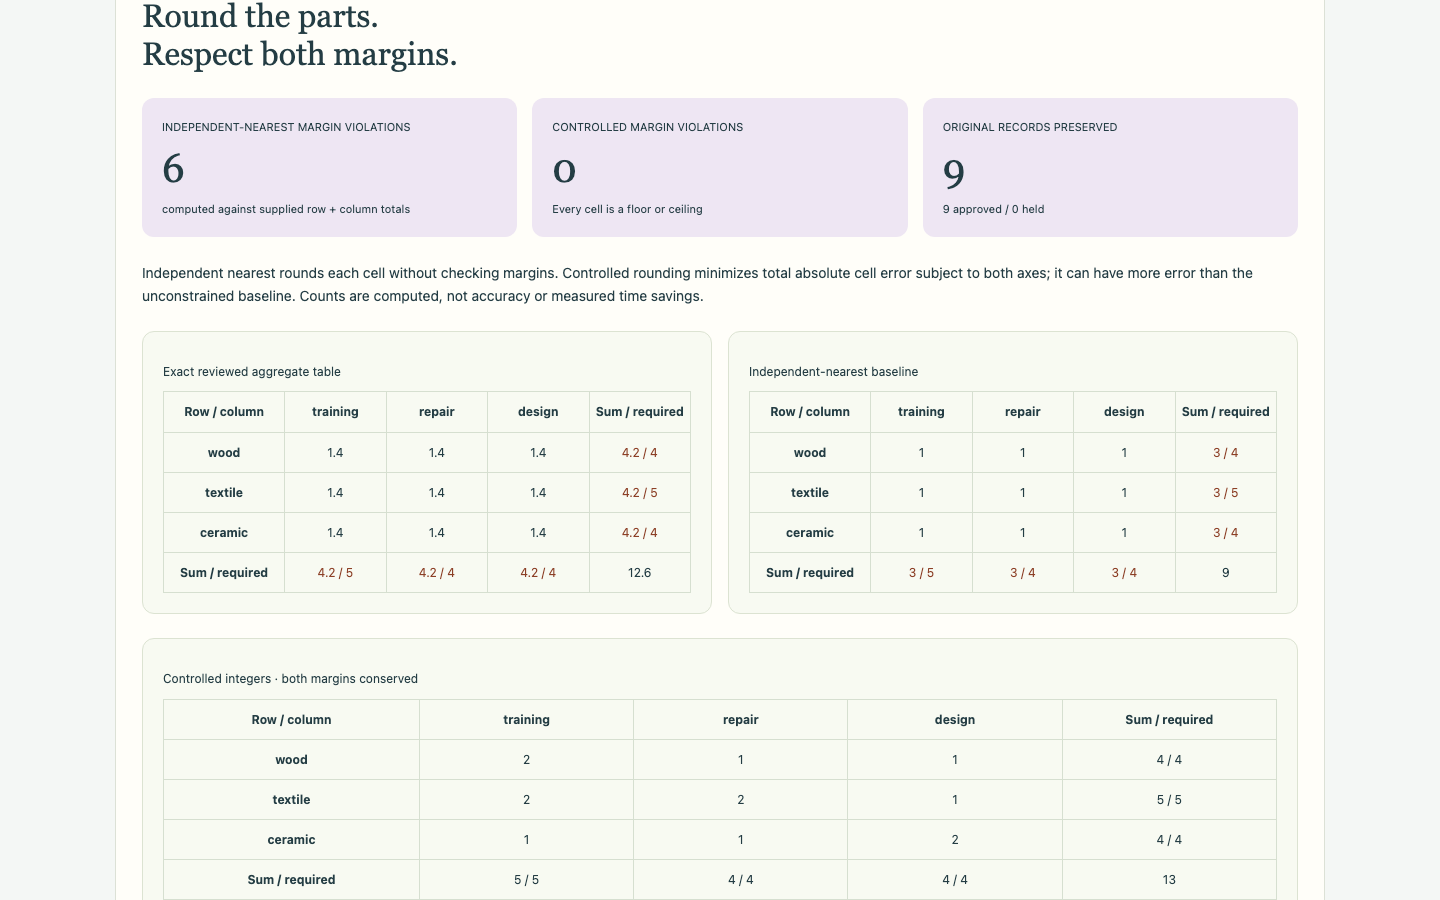 Round the parts.
Respect both margins.
INDEPENDENT-NEAREST MARGIN VIOLATIONS
6
computed against supplied row + column totals
CONTROLLED MARGIN VIOLATIONS
0
Every cell is a floor or ceiling
ORIGINAL RECORDS PRESERVED
9
9 approved / 0 held
Independent nearest rounds each cell without checking margins. Controlled rounding minimizes total absolute cell error subject to both axes; it can have more error than the
unconstrained baseline. Counts are computed, not accuracy or measured time savings.
Exact reviewed aggregate table
Row / column training repair design Sum / required
wood 1.4 1.4 1.4 4.2 / 4
textile 1.4 1.4 1.4 4.2 / 5
ceramic 1.4 1.4 1.4 4.2 / 4
Sum / required 4.2 / 5 4.2 / 4 4.2 / 4 12.6
Independent-nearest baseline
Row / column training repair design Sum / required
wood 1 1 1 3 / 4
textile 1 1 1 3 / 5
ceramic 1 1 1 3 / 4
Sum / required 3 / 5 3 / 4 3 / 4 9
Controlled integers · both margins conserved
Row / column training repair design Sum / required
wood 2 1 1 4 / 4
textile 2 2 1 5 / 5
ceramic 1 1 2 4 / 4
Sum / required 5 / 5 4 / 4 4 / 4 13